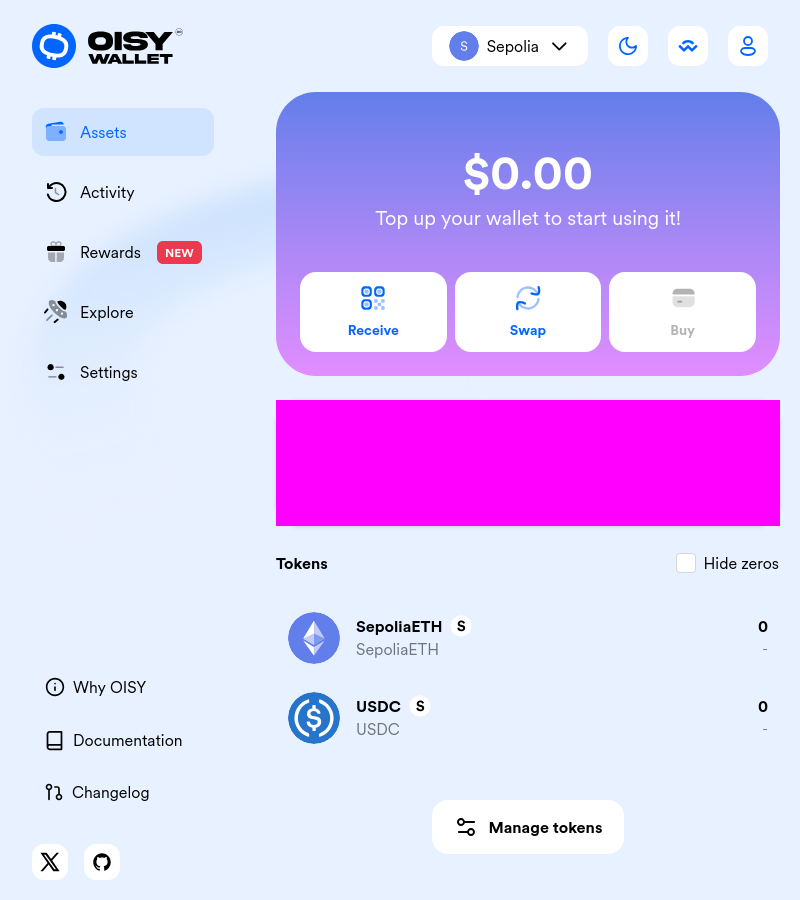 OISY
WALLET
S Sepolia
Assets
Activity
Rewards NEW
Explore
Settings
$0.00
Top up your wallet to start using it!
Receive
Swap
Buy
Tokens
Hide zeros
SepoliaETH S 0
SepoliaETH -
USDC S 0
USDC -
Manage tokens
Why OISY
Documentation
Changelog